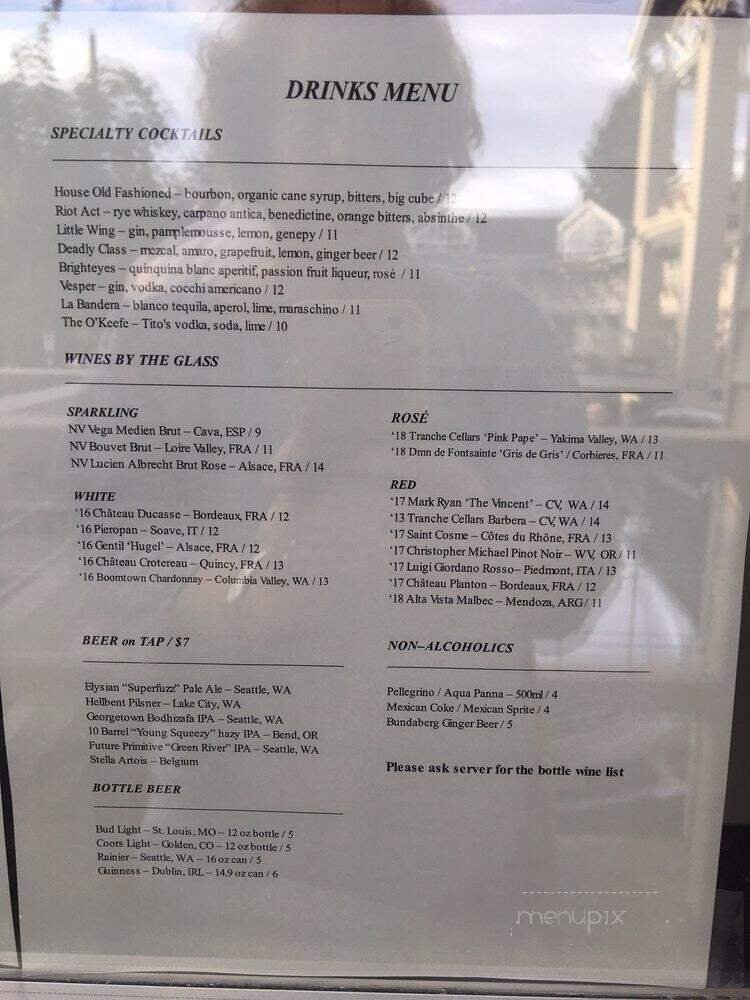 DRINKS MENU
SPECIALTY COCKTAILS
House Old Fashioned – bourbon, organic cane syrup, bitters, big cube / 12
Riot Act – rye whiskey, carpano antica, benedictine, orange bitters, absinthe / 12
Little Wing – gin, pamplemousse, lemon, genepy / 11
Deadly Class – mezcal, amaro, grapefruit, lemon, ginger beer / 12
Brighteyes – quinquina blanc aperitif, passion fruit liqueur, rosé / 11
Vesper – gin, vodka, cocchi americano / 12
La Bandera – blanco tequila, aperol, lime, maraschino / 11
The O'Keefe – Tito's vodka, soda, lime / 10
WINES BY THE GLASS
SPARKLING
NV Vega Medien Brut – Cava, ESP / 9
NV Bouvet Brut – Loire Valley, FRA / 11
NV Lucien Albrecht Brut Rose – Alsace, FRA / 14
WHITE
'16 Château Ducasse – Bordeaux, FRA / 12
'16 Pieropan – Soave, IT / 12
'16 Gentil 'Hugel' – Alsace, FRA / 12
'16 Château Crotereau – Quincy, FRA / 13
'16 Boomtown Chardonnay – Columbia Valley, WA / 13
ROSÉ
'18 Tranche Cellars 'Pink Pape' – Yakima Valley, WA / 13
'18 Dmn de Fontsainte 'Gris de Gris' / Corbieres, FRA / 11
RED
'17 Mark Ryan 'The Vincent' – CV, WA / 14
'13 Tranche Cellars Barbera – CV, WA / 14
'17 Saint Cosme – Côtes du Rhône, FRA / 13
'17 Christopher Michael Pinot Noir – WV, OR / 11
'17 Luigi Giordano Rosso– Piedmont, ITA / 13
'17 Château Planton – Bordeaux, FRA / 12
'18 Alta Vista Malbec – Mendoza, ARG/ 11
BEER on TAP / $7
Elysian "Superfuzz" Pale Ale – Seattle, WA
Hellbent Pilsner – Lake City, WA
Georgetown Bodhizafa IPA – Seattle, WA
10 Barrel "Young Squeezy" hazy IPA – Bend, OR
Future Primitive "Green River" IPA – Seattle, WA
Stella Artois – Belgium
BOTTLE BEER
Bud Light – St. Louis, MO – 12 oz bottle / 5
Coors Light – Golden, CO – 12 oz bottle / 5
Rainier – Seattle, WA – 16 oz can / 5
Guinness – Dublin, IRL – 14.9 oz can / 6
NON–ALCOHOLICS
Pellegrino / Aqua Panna – 500ml / 4
Mexican Coke / Mexican Sprite / 4
Bundaberg Ginger Beer / 5
Please ask server for the bottle wine list
menupix